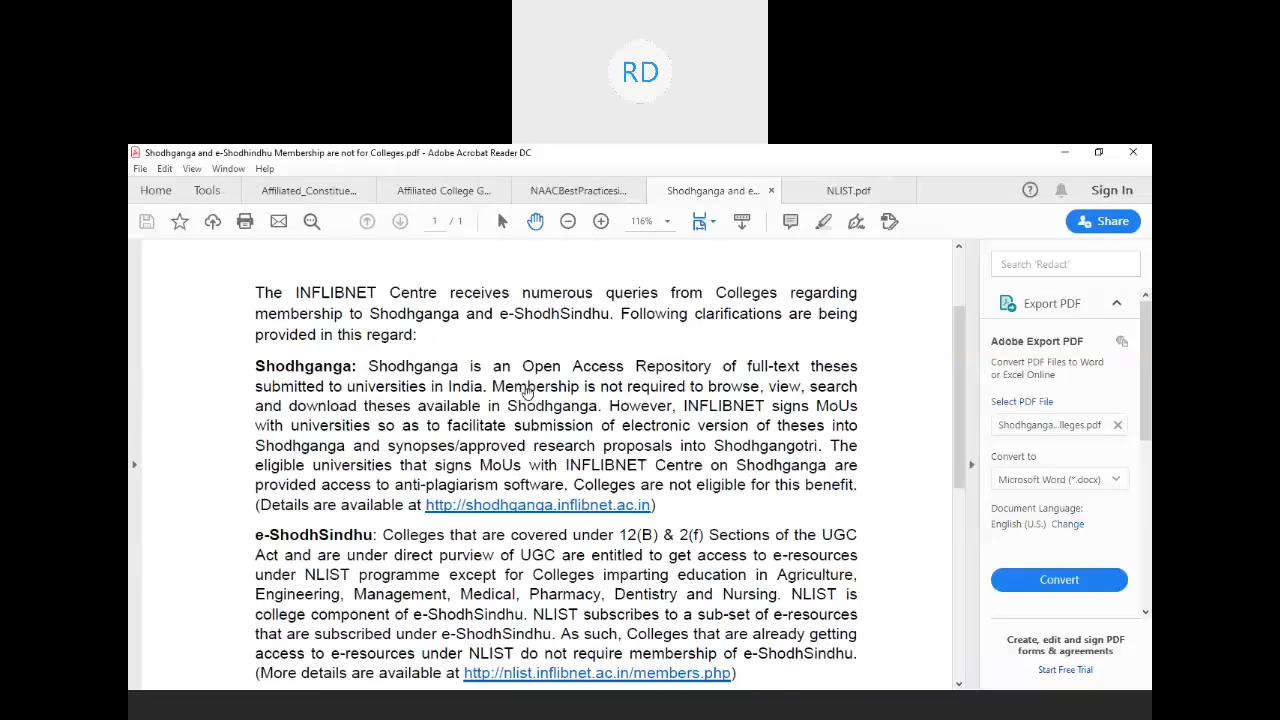 RD
Shodhganga and e-Shodhindhu Membership are not for Colleges.pdf - Adobe Acrobat Reader DC
File Edit View Window Help
Home Tools Affiliated_Constitue... Affiliated College G... NAACBestPracticesi... Shodhganga and e... × NLIST.pdf Sign In
1 / 1 116% Share
The INFLIBNET Centre receives numerous queries from Colleges regarding
membership to Shodhganga and e-ShodhSindhu. Following clarifications are being
provided in this regard:
Shodhganga: Shodhganga is an Open Access Repository of full-text theses
submitted to universities in India. Membership is not required to browse, view, search
and download theses available in Shodhganga. However, INFLIBNET signs MoUs
with universities so as to facilitate submission of electronic version of theses into
Shodhganga and synopses/approved research proposals into Shodhgangotri. The
eligible universities that signs MoUs with INFLIBNET Centre on Shodhganga are
provided access to anti-plagiarism software. Colleges are not eligible for this benefit.
(Details are available at http://shodhganga.inflibnet.ac.in)
e-ShodhSindhu: Colleges that are covered under 12(B) & 2(f) Sections of the UGC
Act and are under direct purview of UGC are entitled to get access to e-resources
under NLIST programme except for Colleges imparting education in Agriculture,
Engineering, Management, Medical, Pharmacy, Dentistry and Nursing. NLIST is
college component of e-ShodhSindhu. NLIST subscribes to a sub-set of e-resources
that are subscribed under e-ShodhSindhu. As such, Colleges that are already getting
access to e-resources under NLIST do not require membership of e-ShodhSindhu.
(More details are available at http://nlist.inflibnet.ac.in/members.php)
Search 'Redact'
Export PDF
Adobe Export PDF
Convert PDF Files to Word
or Excel Online
Select PDF File
Shodhganga...lleges.pdf ×
Convert to
Microsoft Word (*.docx)
Document Language:
English (U.S.) Change
Convert
Create, edit and sign PDF
forms & agreements
Start Free Trial